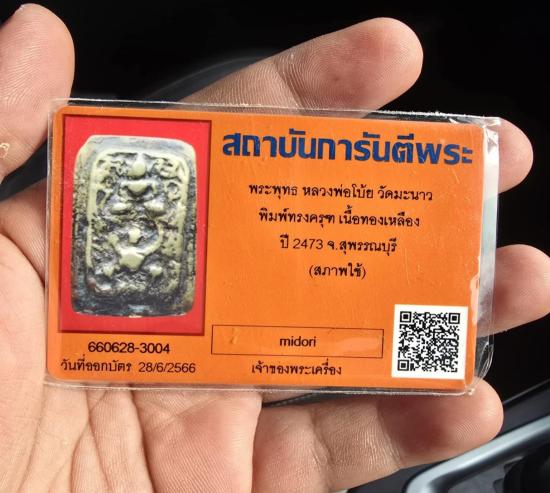 สถาบันการันตีพระ
พระพุทธ หลวงพ่อโบ้ย วัดมะนาว
พิมพ์ทรงครุฑ เนื้อทองเหลือง
ปี 2473 จ.สุพรรณบุรี
(สภาพใช้)
660628-3004
วันที่ออกบัตร 28/6/2566
midori
เจ้าของพระเครื่อง